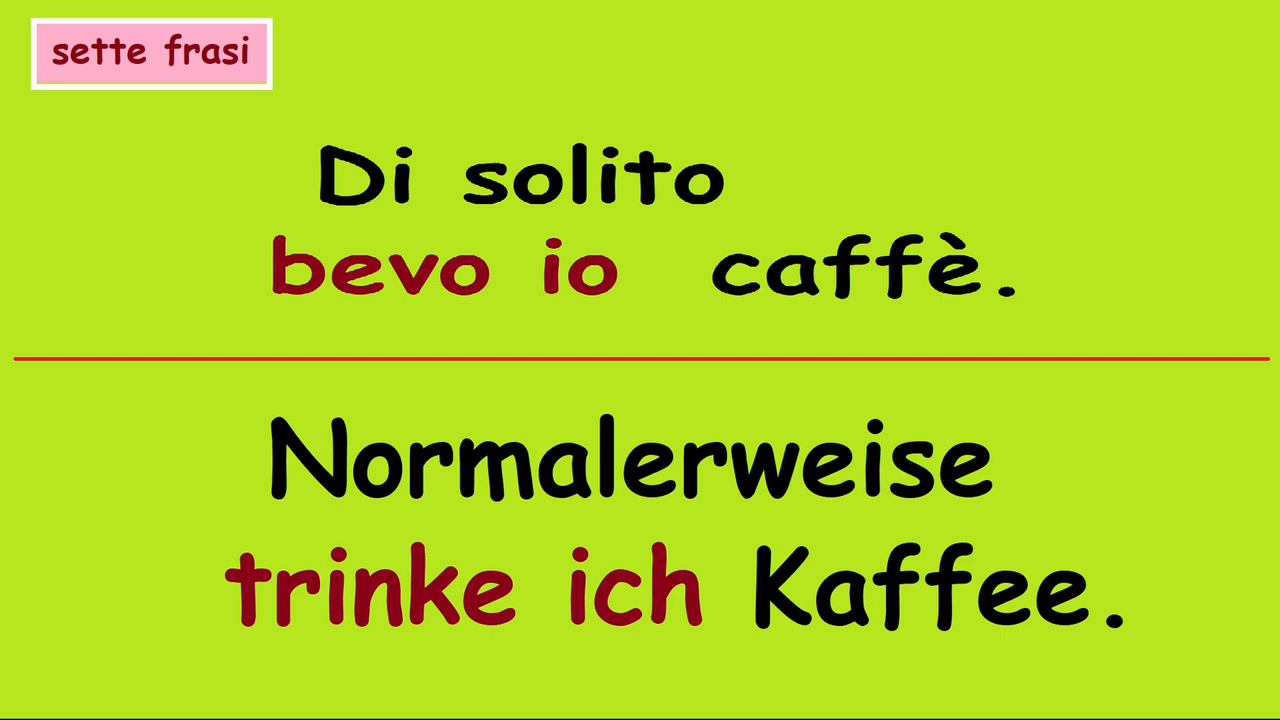 sette frasi
Di solito
bevo io caffè.
Normalerweise
trinke ich Kaffee.